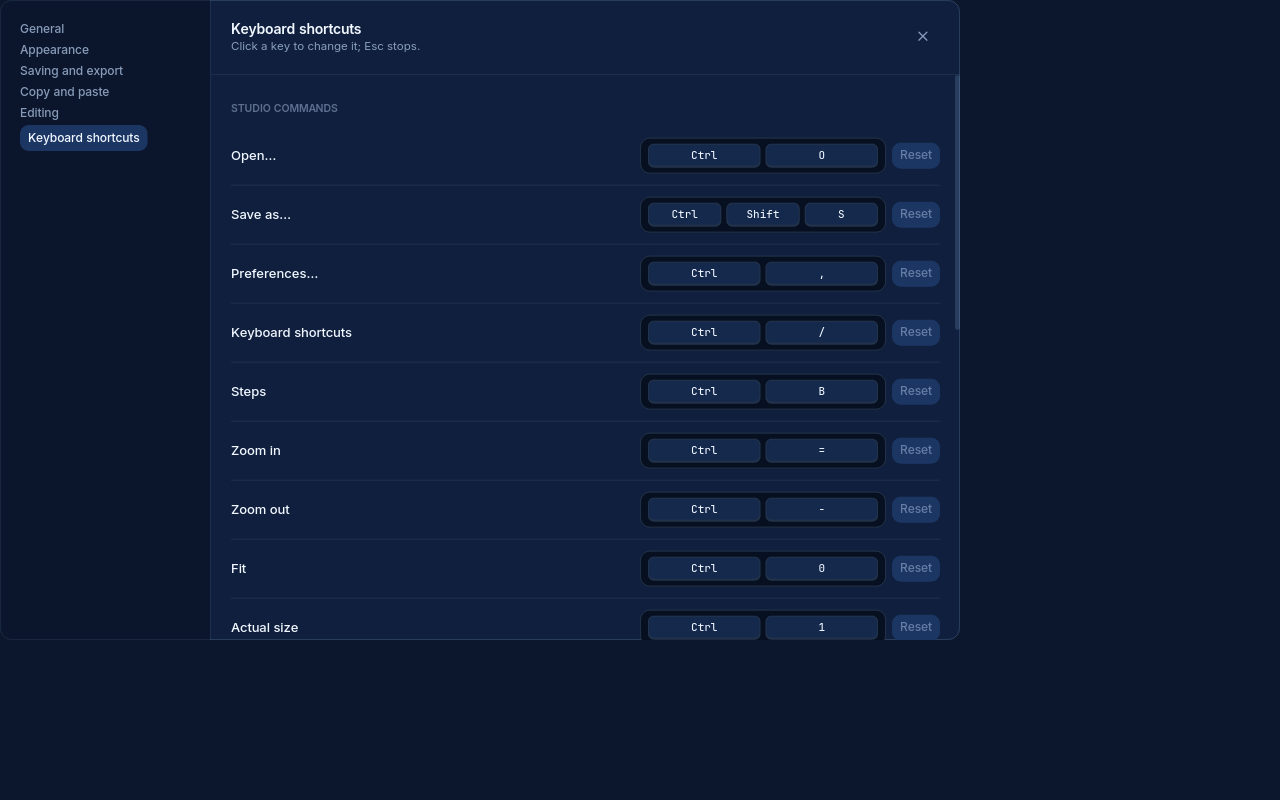 General
Appearance
Saving and export
Copy and paste
Editing
Keyboard shortcuts
Keyboard shortcuts
Click a key to change it; Esc stops.
STUDIO COMMANDS
Open... Ctrl O Reset
Save as... Ctrl Shift S Reset
Preferences... Ctrl , Reset
Keyboard shortcuts Ctrl / Reset
Steps Ctrl B Reset
Zoom in Ctrl = Reset
Zoom out Ctrl - Reset
Fit Ctrl 0 Reset
Actual size Ctrl 1 Reset